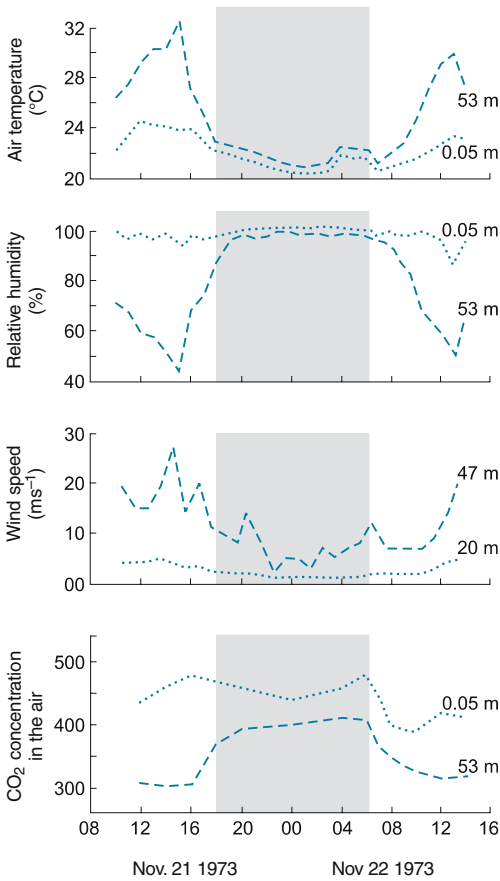 32
28
24
20
Air temperature
(°C)
53 m
0.05 m
100
80
60
40
Relative humidity
(%)
0.05 m
53 m
30
20
10
00
Wind speed
(ms⁻¹)
47 m
20 m
500
400
300
CO₂ concentration
in the air
0.05 m
53 m
08 12 16 20 00 04 08 12 16
Nov. 21 1973 Nov 22 1973